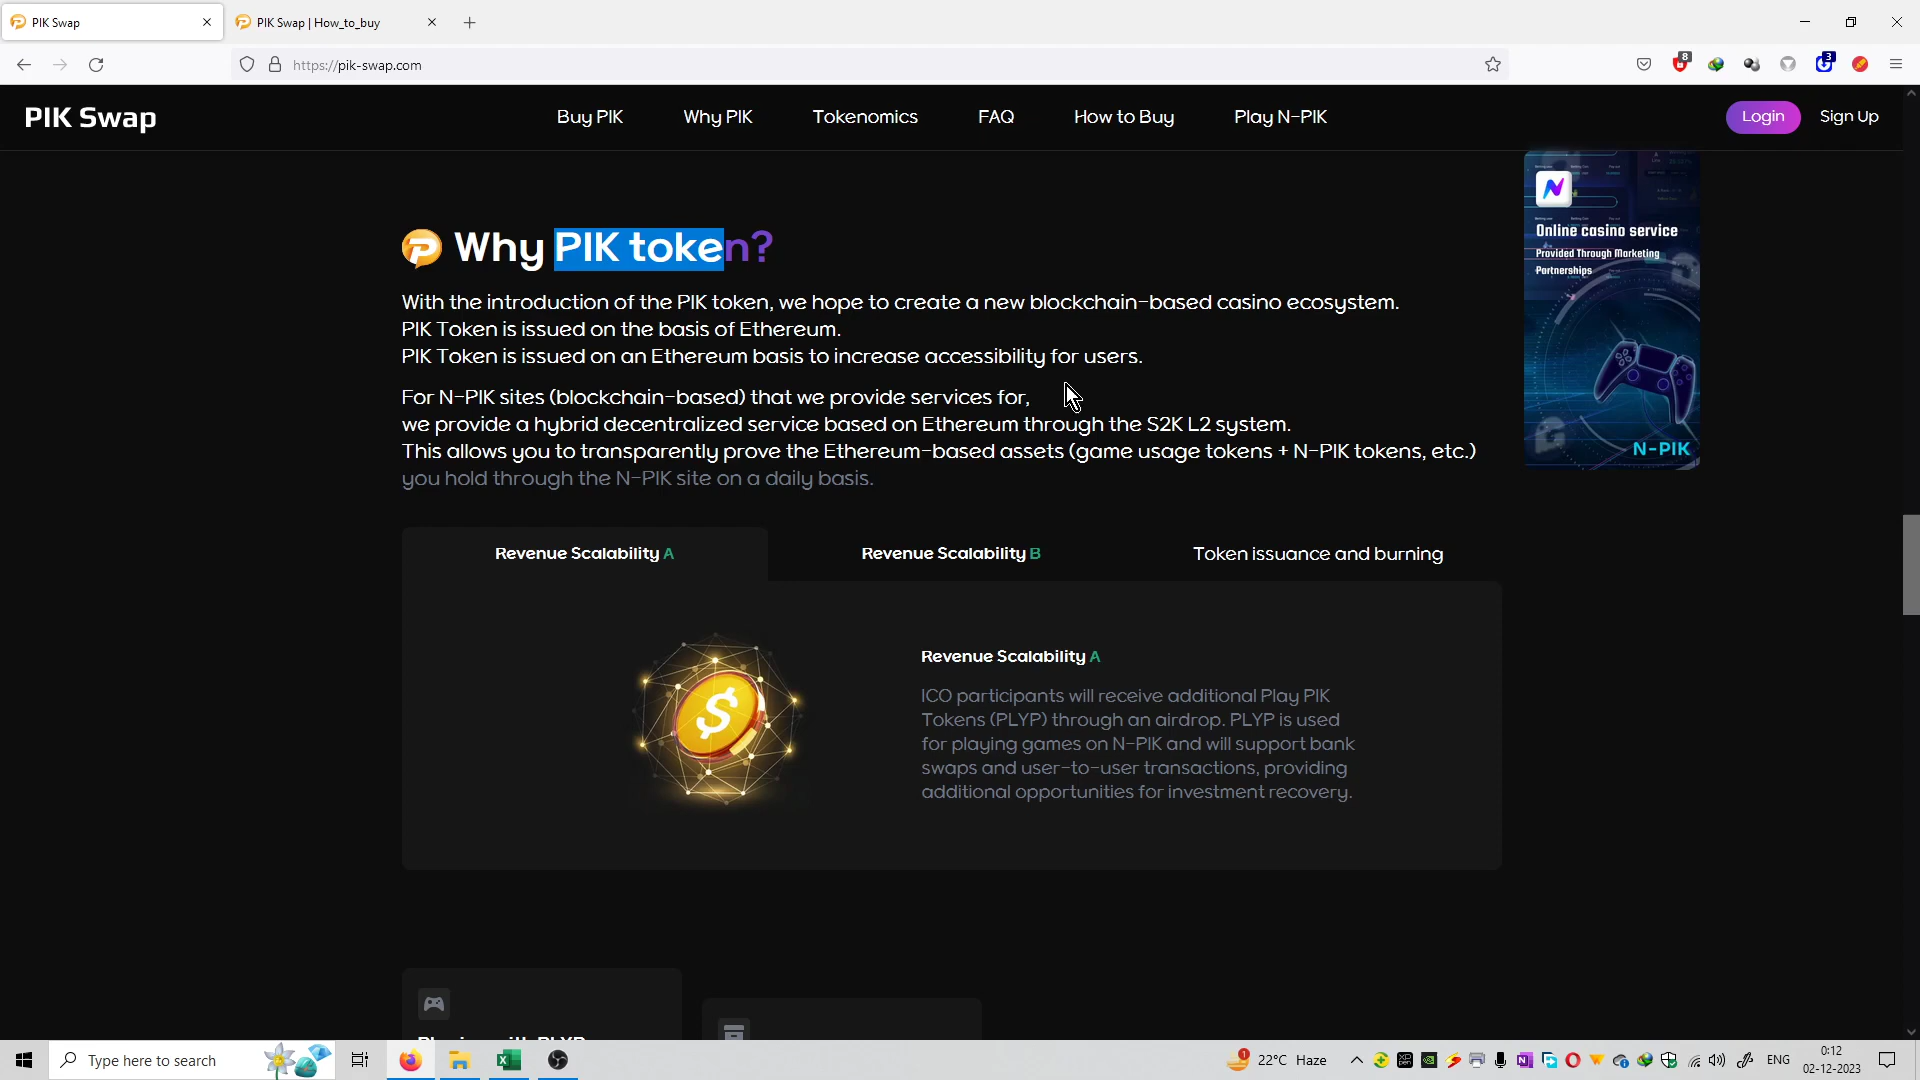 PIK Swap
PIK Swap | How_to_buy
https://pik-swap.com
8
3
PIK Swap
Buy PIK
Why PIK
Tokenomics
FAQ
How to Buy
Play N-PIK
Login
Sign Up
Why PIK token?
With the introduction of the PIK token, we hope to create a new blockchain-based casino ecosystem.
PIK Token is issued on the basis of Ethereum.
PIK Token is issued on an Ethereum basis to increase accessibility for users.
For N-PIK sites (blockchain-based) that we provide services for,
we provide a hybrid decentralized service based on Ethereum through the S2K L2 system.
This allows you to transparently prove the Ethereum-based assets (game usage tokens + N-PIK tokens, etc.)
you hold through the N-PIK site on a daily basis.
Online casino service
Provided Through Marketing
Partnerships
N-PIK
Revenue Scalability A
Revenue Scalability B
Token issuance and burning
Revenue Scalability A
ICO participants will receive additional Play PIK
Tokens (PLYP) through an airdrop. PLYP is used
for playing games on N-PIK and will support bank
swaps and user-to-user transactions, providing
additional opportunities for investment recovery.
Type here to search
1
22°C Haze
ENG
0:12
02-12-2023